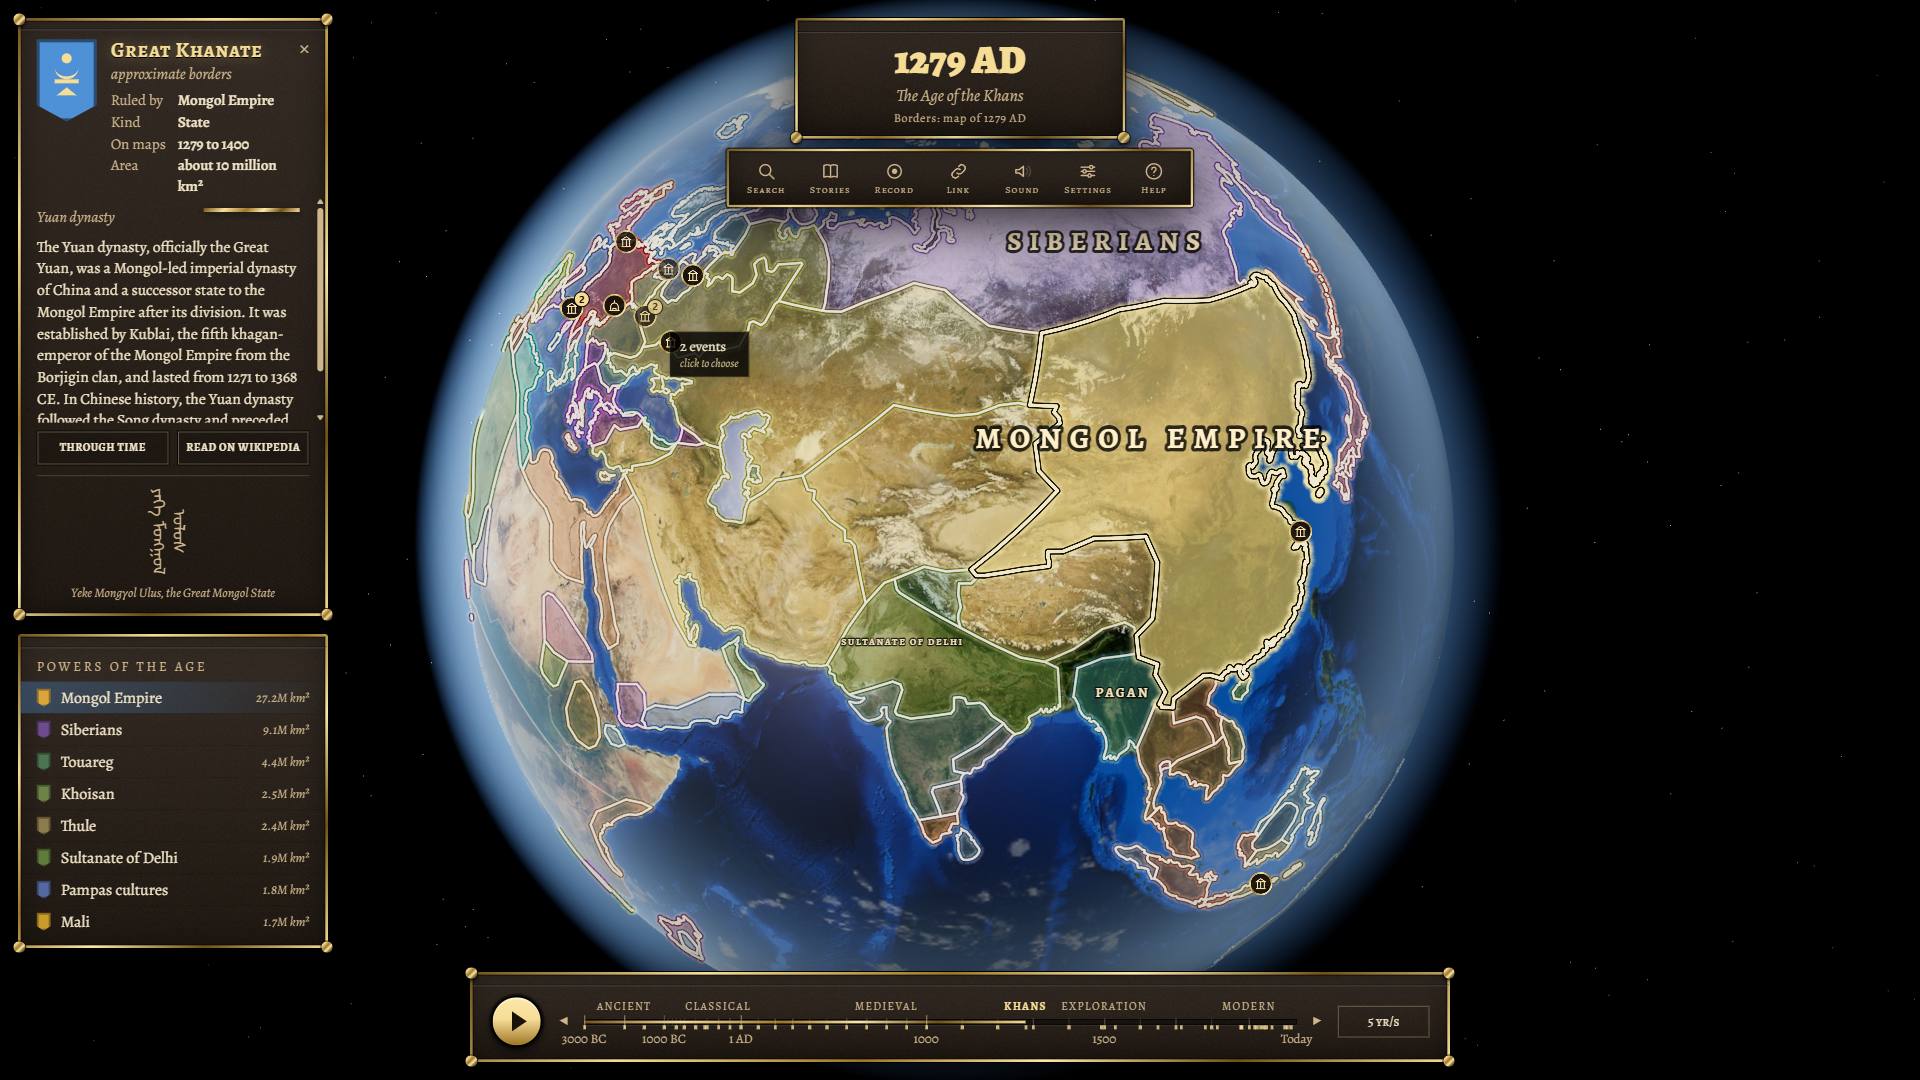 GREAT KHANATE
approximate borders
Ruled by Mongol Empire
Kind State
On maps 1279 to 1400
Area about 10 million
km²
Yuan dynasty
The Yuan dynasty, officially the Great
Yuan, was a Mongol-led imperial dynasty
of China and a successor state to the
Mongol Empire after its division. It was
established by Kublai, the fifth khagan-
emperor of the Mongol Empire from the
Borjigin clan, and lasted from 1271 to 1368
CE. In Chinese history, the Yuan dynasty
followed the Song dynasty and preceded
THROUGH TIME
READ ON WIKIPEDIA
Yeke Mongγol Ulus, the Great Mongol State
POWERS OF THE AGE
Mongol Empire 27.2M km²
Siberians 9.1M km²
Touareg 4.4M km²
Khoisan 2.5M km²
Thule 2.4M km²
Sultanate of Delhi 1.9M km²
Pampas cultures 1.8M km²
Mali 1.7M km²
1279 AD
The Age of the Khans
Borders: map of 1279 AD
SEARCH STORIES RECORD LINK SOUND SETTINGS HELP
SIBERIANS
2
2
2 events
click to choose
MONGOL EMPIRE
SULTANATE OF DELHI
PAGAN
ANCIENT CLASSICAL MEDIEVAL KHANS EXPLORATION MODERN
3000 BC 1000 BC 1 AD 1000 1500 Today
5 YR/S